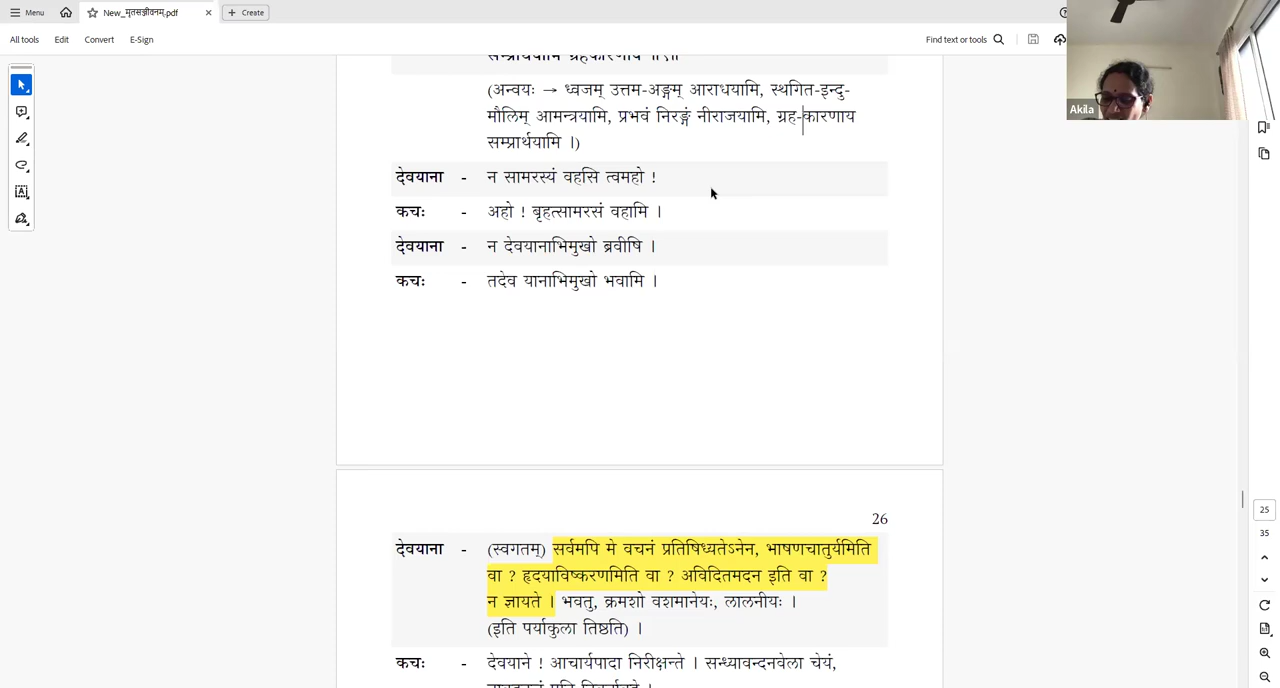 Menu
New_मृतसञ्जीवनम्.pdf
Create
All tools
Edit
Convert
E-Sign
Find text or tools
Akila
सम्प्रार्थयामि ग्रहकारणाय
(अन्वयः → ध्वजम् उत्तम-अङ्गम् आराधयामि, स्थगित-इन्दु-
मौलिम् आमन्त्रयामि, प्रभवं निरङ्गं नीराजयामि, ग्रह-कारणाय
सम्प्रार्थयामि ।)
देवयाना - न सामरस्यं वहसि त्वमहो !
कचः - अहो ! बृहत्सामरसं वहामि ।
देवयाना - न देवयानाभिमुखो ब्रवीषि ।
कचः - तदेव यानाभिमुखो भवामि ।
25
35
26
देवयाना - (स्वगतम्) सर्वमपि मे वचनं प्रतिषिध्यतेऽनेन, भाषणचातुर्यमिति
वा ? हृदयाविष्करणमिति वा ? अविदितमदन इति वा ?
न ज्ञायते । भवतु, क्रमशो वशमानेयः, लालनीयः ।
(इति पर्याकुला तिष्ठति) ।
कचः - देवयाने ! आचार्यपादा निरीक्षन्ते । सन्ध्यावन्दनवेला चेयं,